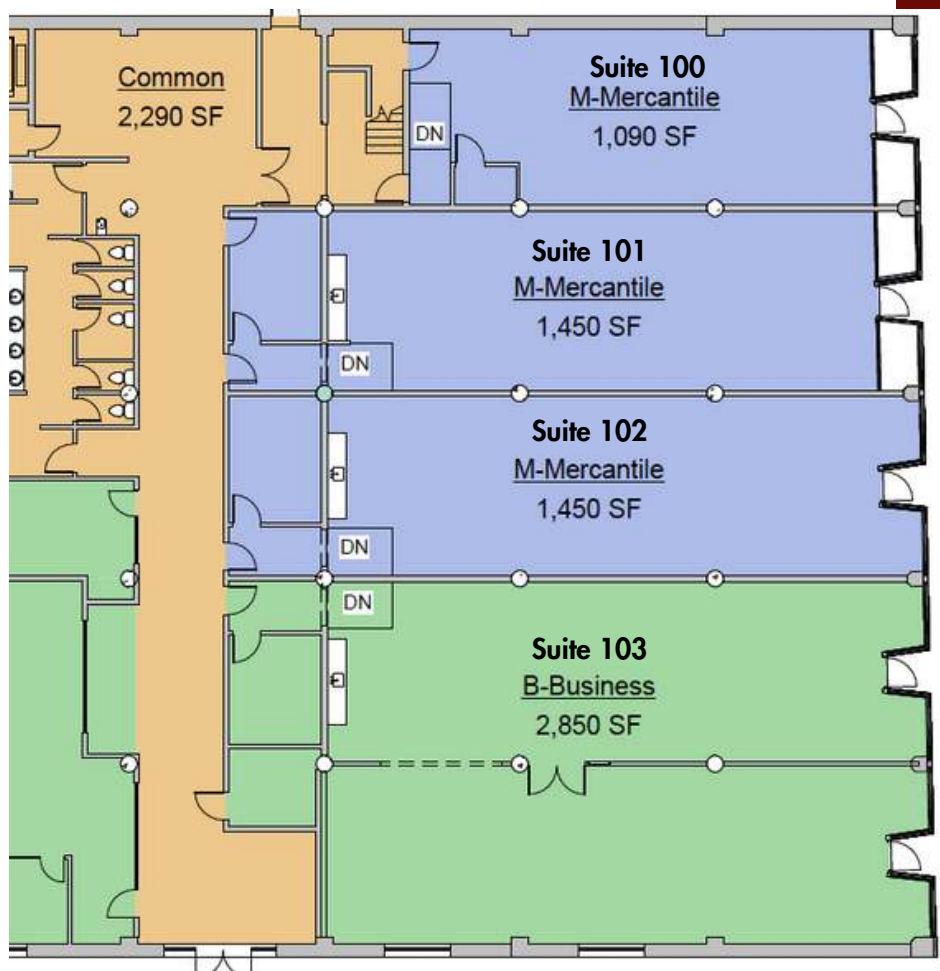 Common
2,290 SF
Suite 100
M-Mercantile
1,090 SF
DN
Suite 101
M-Mercantile
1,450 SF
DN
Suite 102
M-Mercantile
1,450 SF
DN
DN
Suite 103
B-Business
2,850 SF